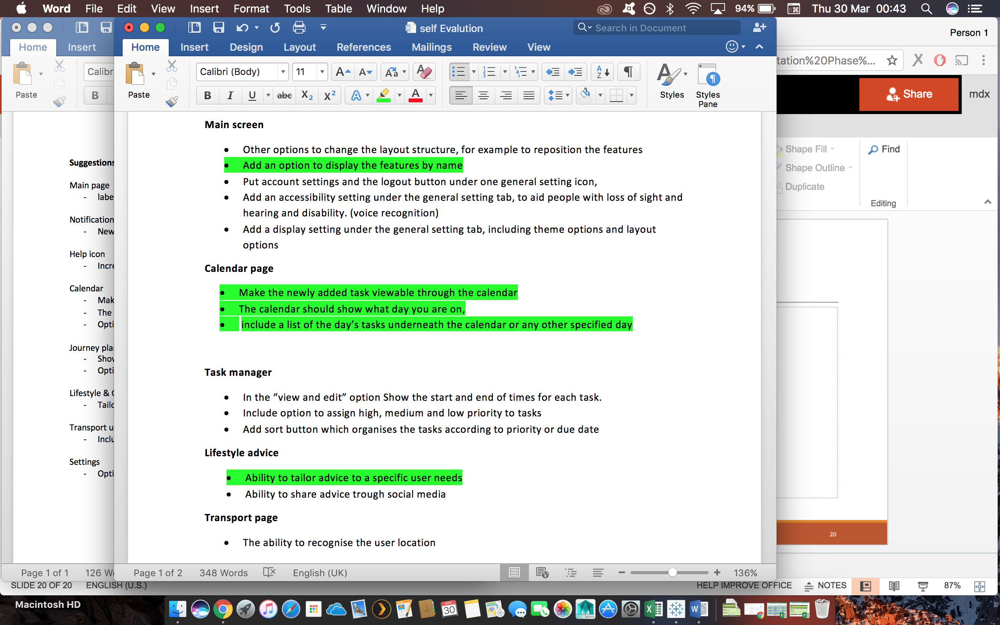 Word File Edit View Insert Format Tools Table Window Help 94% Thu 30 Mar 00:43
self Evalution
Search in Document
Person 1
Home Insert
Home Insert Design Layout References Mailings Review View
tation%20Phase%...
Paste
Calibr
Paste
Calibri (Body) 11
Styles
Styles Pane
Share
mdx
Shape Fill
Shape Outline
Duplicate
Find
Editing
Suggestions
Main page
- labe
Notification
- New
Help icon
- Incre
Calendar
- Mak
- The
- Opti
Journey pla
- Sho
- Opti
Lifestyle &
- Tail
Transport u
- Inclu
Settings
- Opti
Main screen
• Other options to change the layout structure, for example to reposition the features
• Add an option to display the features by name
• Put account settings and the logout button under one general setting icon,
• Add an accessibility setting under the general setting tab, to aid people with loss of sight and
hearing and disability. (voice recognition)
• Add a display setting under the general setting tab, including theme options and layout
options
Calendar page
• Make the newly added task viewable through the calendar
• The calendar should show what day you are on,
• include a list of the day’s tasks underneath the calendar or any other specified day
Task manager
• In the “view and edit” option Show the start and end of times for each task.
• Include option to assign high, medium and low priority to tasks
• Add sort button which organises the tasks according to priority or due date
Lifestyle advice
• Ability to tailor advice to a specific user needs
• Ability to share advice trough social media
Transport page
• The ability to recognise the user location
20
Page 1 of 1 126 W
Page 1 of 2 348 Words English (UK) 136%
SLIDE 20 OF 20 ENGLISH (U.S.) HELP IMPROVE OFFICE NOTES 87%
Macintosh HD
MAR
30
MAYA